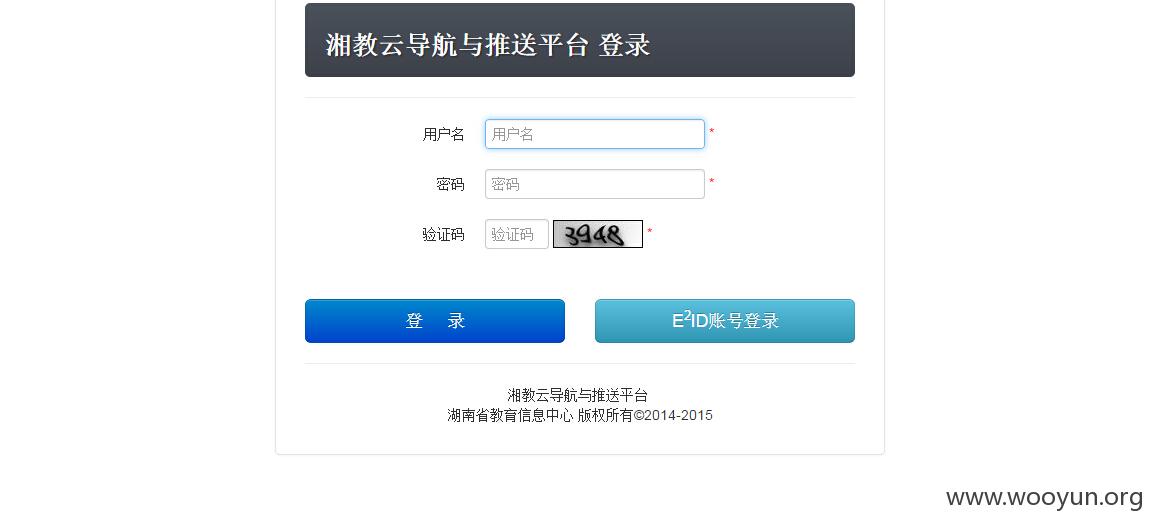 湘教云导航与推送平台 登录
用户名 用户名 *
密码 密码 *
验证码 验证码 3948 *
登 录 E²ID账号登录
湘教云导航与推送平台
湖南省教育信息中心 版权所有©2014-2015
www.wooyun.org